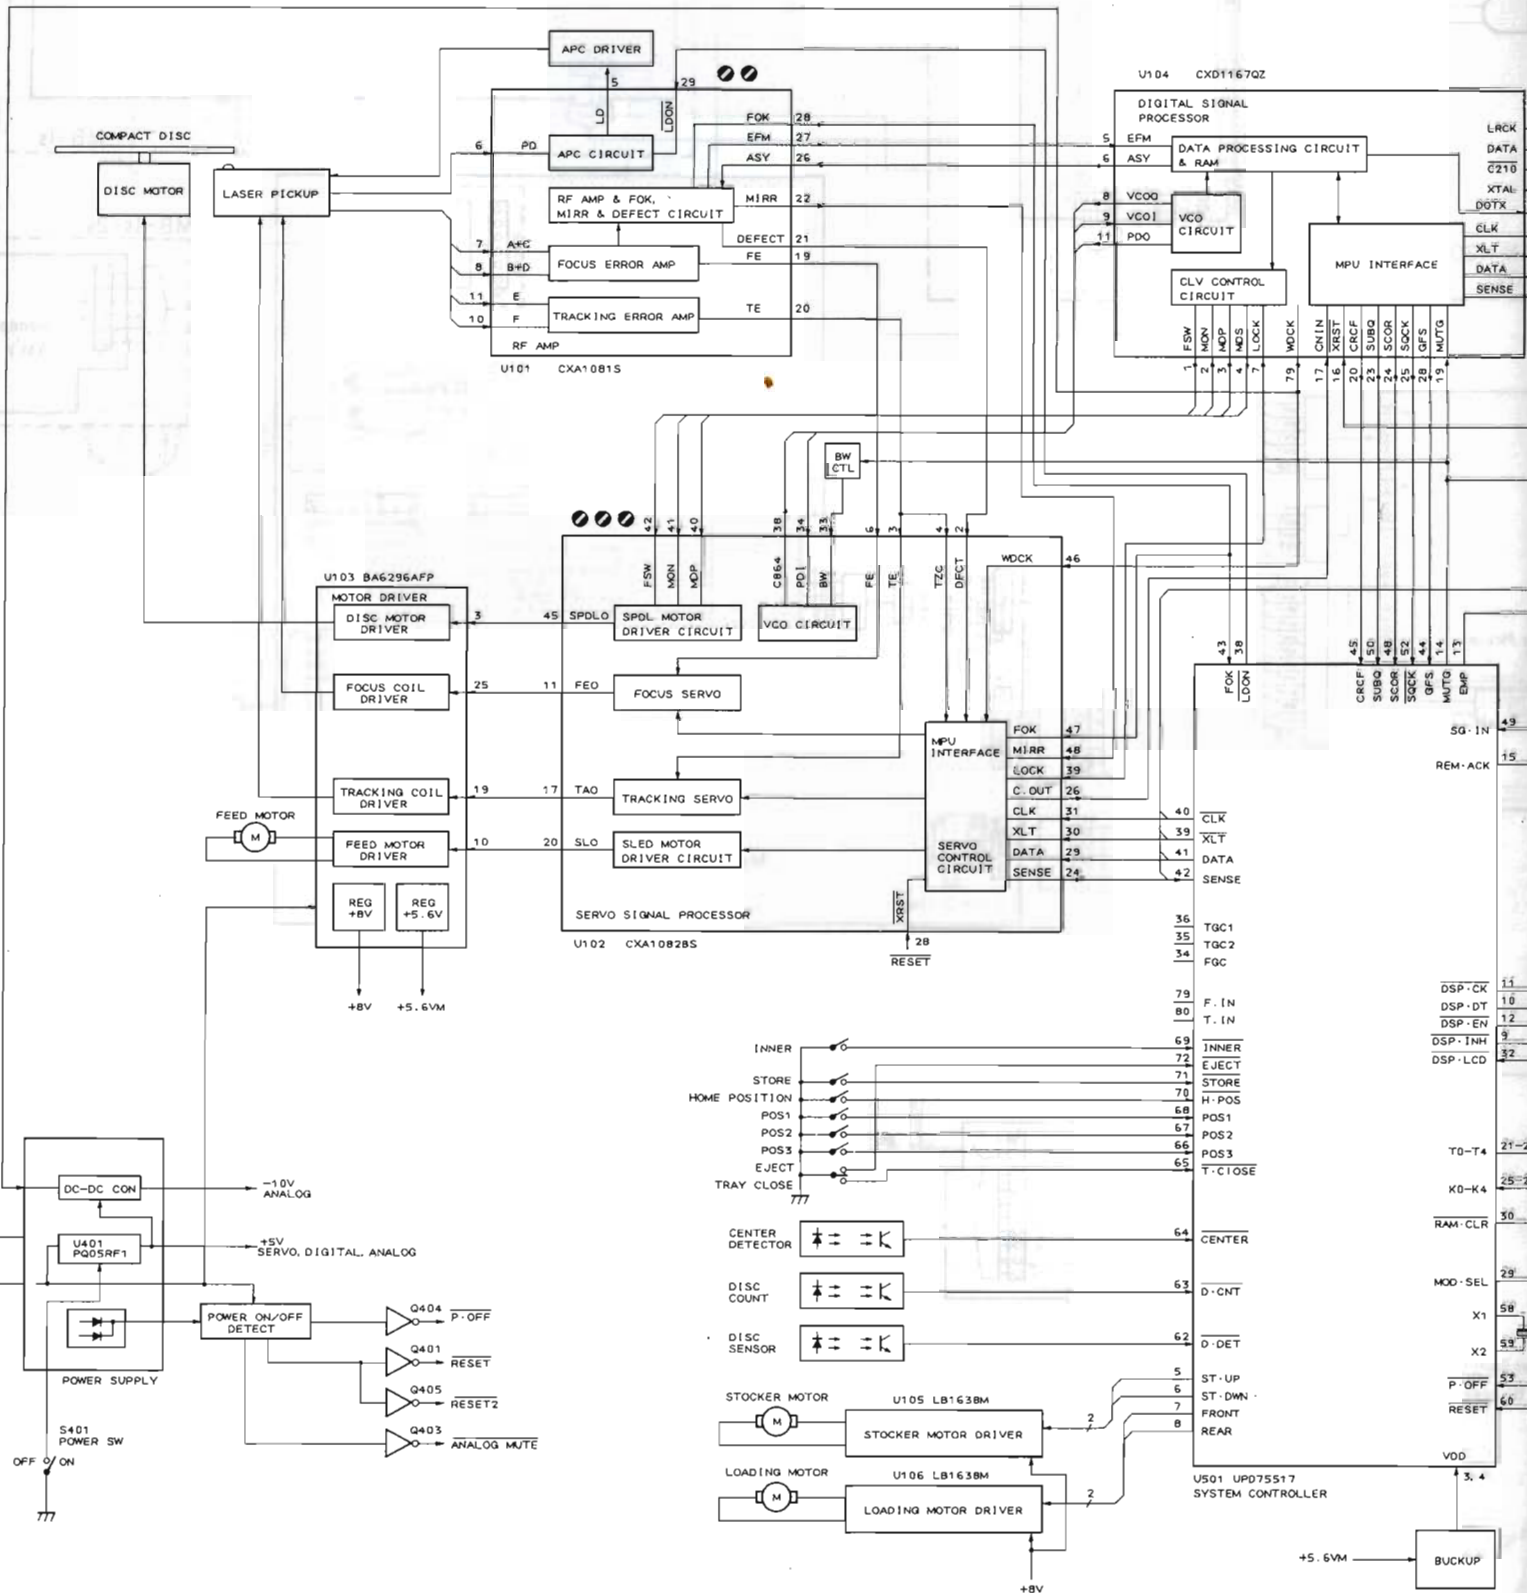 APC DRIVER
5
29
U104 CXD1167QZ
DIGITAL SIGNAL
PROCESSOR
COMPACT DISC
DISC MOTOR
LASER PICKUP
LD
LDON
6
PD
APC CIRCUIT
FOK
28
EFM
27
ASY
26
RF AMP & FOK,
MIRR & DEFECT CIRCUIT
MIRR
22
DEFECT
21
7
A+C
8
B+D
FOCUS ERROR AMP
FE
19
11
E
10
F
TRACKING ERROR AMP
TE
20
RF AMP
U101 CXA1081S
5
EFM
6
ASY
DATA PROCESSING CIRCUIT
& RAM
8
VCOO
9
VCOI
11
PDO
VCO
CIRCUIT
CLV CONTROL
CIRCUIT
MPU INTERFACE
LRCK
DATA
C210
XTAL
DOTX
CLK
XLT
DATA
SENSE
FSW
MON
MDP
MDS
LOCK
WDCK
CNIN
XRST
CRCF
SUBQ
SCOR
SQCK
GFS
MUTG
1
2
3
4
7
79
17
16
20
23
24
25
28
19
BW
CTL
42
41
40
38
34
33
6
3
4
2
FSW
MON
MDP
C864
PDI
BW
FE
TE
TZC
DFCT
WDCK
46
U103 BA6296AFP
MOTOR DRIVER
DISC MOTOR
DRIVER
3
45
SPDLO
SPDL MOTOR
DRIVER CIRCUIT
VCO CIRCUIT
FOCUS COIL
DRIVER
25
11
FEO
FOCUS SERVO
TRACKING COIL
DRIVER
19
17
TAO
TRACKING SERVO
FEED MOTOR
M
FEED MOTOR
DRIVER
10
20
SLO
SLED MOTOR
DRIVER CIRCUIT
MPU
INTERFACE
SERVO
CONTROL
CIRCUIT
FOK
47
MIRR
48
LOCK
39
C.OUT
26
CLK
31
XLT
30
DATA
29
SENSE
24
REG
+8V
REG
+5.6V
XRST
SERVO SIGNAL PROCESSOR
U102 CXA1082BS
28
RESET
+8V
+5.6VM
43
38
45
50
48
52
44
14
13
FOK
LDON
CRCF
SUBQ
SCOR
SQCK
GFS
MUTG
EMP
SG·IN
49
REM·ACK
15
40
CLK
39
XLT
41
DATA
42
SENSE
36
TGC1
35
TGC2
34
FGC
79
F.IN
80
T.IN
DSP·CK
11
DSP·DT
10
DSP·EN
12
DSP·INH
9
DSP·LCD
32
INNER
69
INNER
72
EJECT
STORE
71
STORE
HOME POSITION
70
H·POS
POS1
68
POS1
POS2
67
POS2
POS3
66
POS3
EJECT
65
T·CLOSE
TRAY CLOSE
T0-T4
K0-K4
CENTER
DETECTOR
64
CENTER
RAM·CLR
30
DISC
COUNT
63
D·CNT
MOD·SEL
29
X1
58
DISC
SENSOR
62
D·DET
X2
59
5
ST·UP
6
ST·DWN
7
FRONT
8
REAR
P·OFF
53
RESET
60
DC-DC CON
-10V
ANALOG
U401
PQ05RF1
+5V
SERVO, DIGITAL, ANALOG
POWER ON/OFF
DETECT
Q404
P·OFF
Q401
RESET
Q405
RESET2
Q403
ANALOG MUTE
POWER SUPPLY
S401
POWER SW
OFF
ON
STOCKER MOTOR
M
U105 LB1638M
STOCKER MOTOR DRIVER
2
LOADING MOTOR
M
U106 LB1638M
LOADING MOTOR DRIVER
2
+8V
VDD
3, 4
U501 UPD75517
SYSTEM CONTROLLER
+5.6VM
BUCKUP